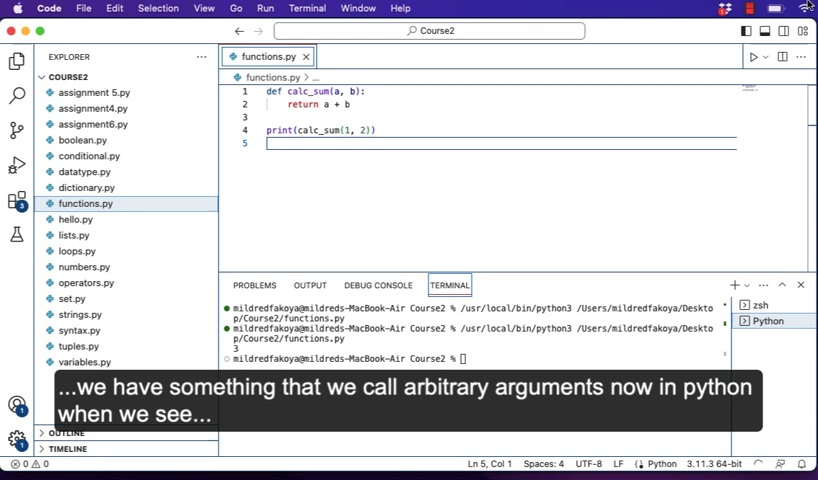 Code File Edit Selection View Go Run Terminal Window Help
Course2
EXPLORER
functions.py
COURSE2
functions.py > ...
assignment 5.py
assignment4.py
assignment6.py
boolean.py
conditional.py
datatype.py
dictionary.py
functions.py
hello.py
lists.py
loops.py
numbers.py
operators.py
set.py
strings.py
syntax.py
tuples.py
variables.py
OUTLINE
TIMELINE
3
1
1
1 def calc_sum(a, b):
2 return a + b
3
4 print(calc_sum(1, 2))
5
PROBLEMS OUTPUT DEBUG CONSOLE TERMINAL
mildredfakoya@mildreds-MacBook-Air Course2 % /usr/local/bin/python3 /Users/mildredfakoya/Deskto
p/Course2/functions.py
mildredfakoya@mildreds-MacBook-Air Course2 % /usr/local/bin/python3 /Users/mildredfakoya/Deskto
p/Course2/functions.py
3
mildredfakoya@mildreds-MacBook-Air Course2 %
zsh
Python
...we have something that we call arbitrary arguments now in python
when we see...
0 0 Ln 5, Col 1 Spaces: 4 UTF-8 LF Python 3.11.3 64-bit